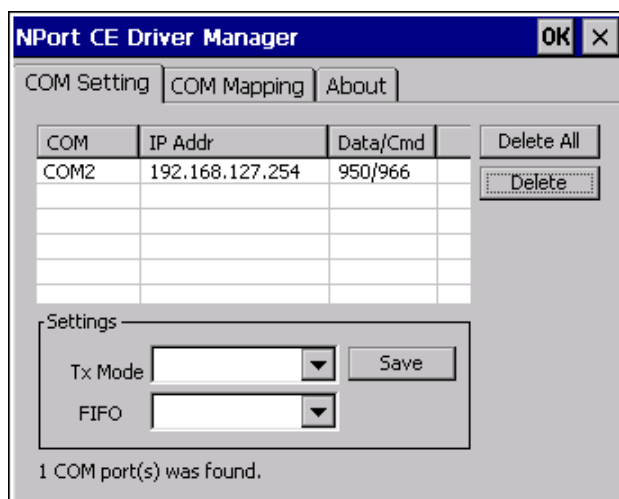 NPort CE Driver Manager OK ×
COM Setting COM Mapping About
COM IP Addr Data/Cmd Delete All
COM2 192.168.127.254 950/966
Delete
Settings
Tx Mode Save
FIFO
1 COM port(s) was found.